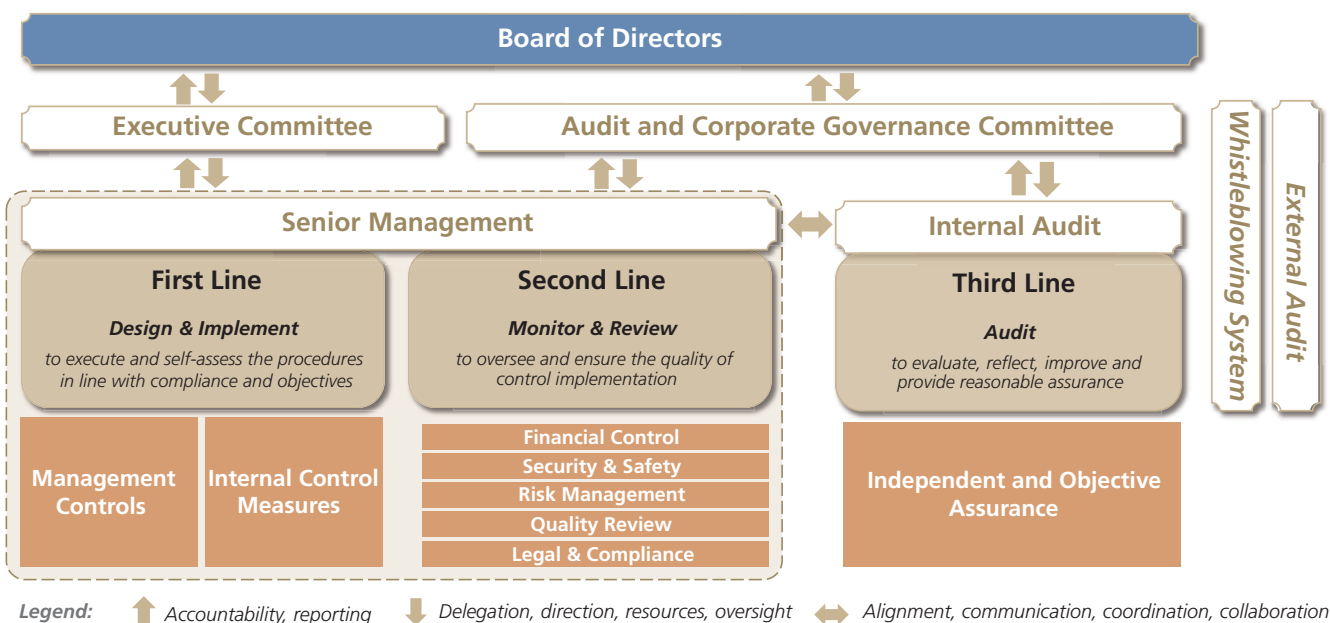 Board of Directors
Executive Committee
Audit and Corporate Governance Committee
Whistleblowing System
External Audit
Senior Management
Internal Audit
First Line
Design & Implement
to execute and self-assess the procedures
in line with compliance and objectives
Second Line
Monitor & Review
to oversee and ensure the quality of
control implementation
Third Line
Audit
to evaluate, reflect, improve and
provide reasonable assurance
Management
Controls
Internal Control
Measures
Financial Control
Security & Safety
Risk Management
Quality Review
Legal & Compliance
Independent and Objective
Assurance
Legend: Accountability, reporting Delegation, direction, resources, oversight Alignment, communication, coordination, collaboration